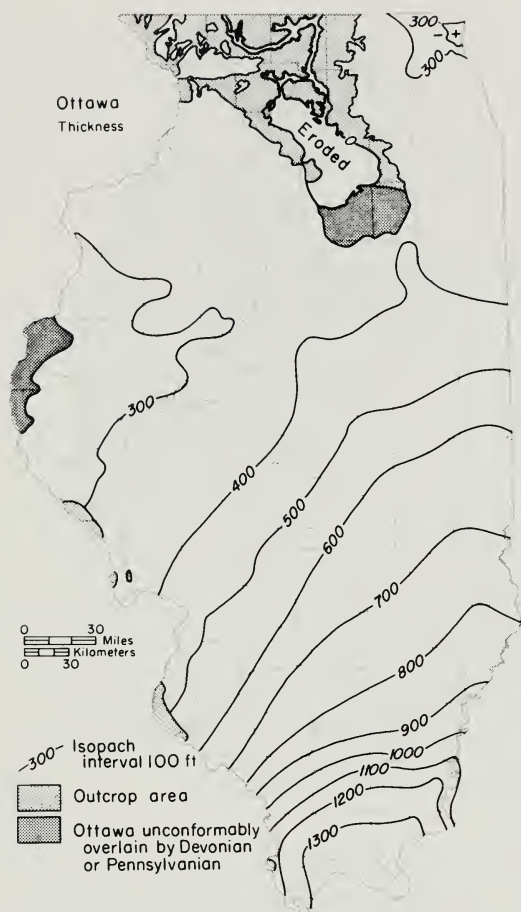 300
- +
300
Ottawa
Thickness
Eroded
0
300
400
500
600
700
800
900
1000
1100
1200
1300
0 30
Miles
Kilometers
0 30
300 Isopach
interval 100 ft
Outcrop area
Ottawa unconformably
overlain by Devonian
or Pennsylvanian